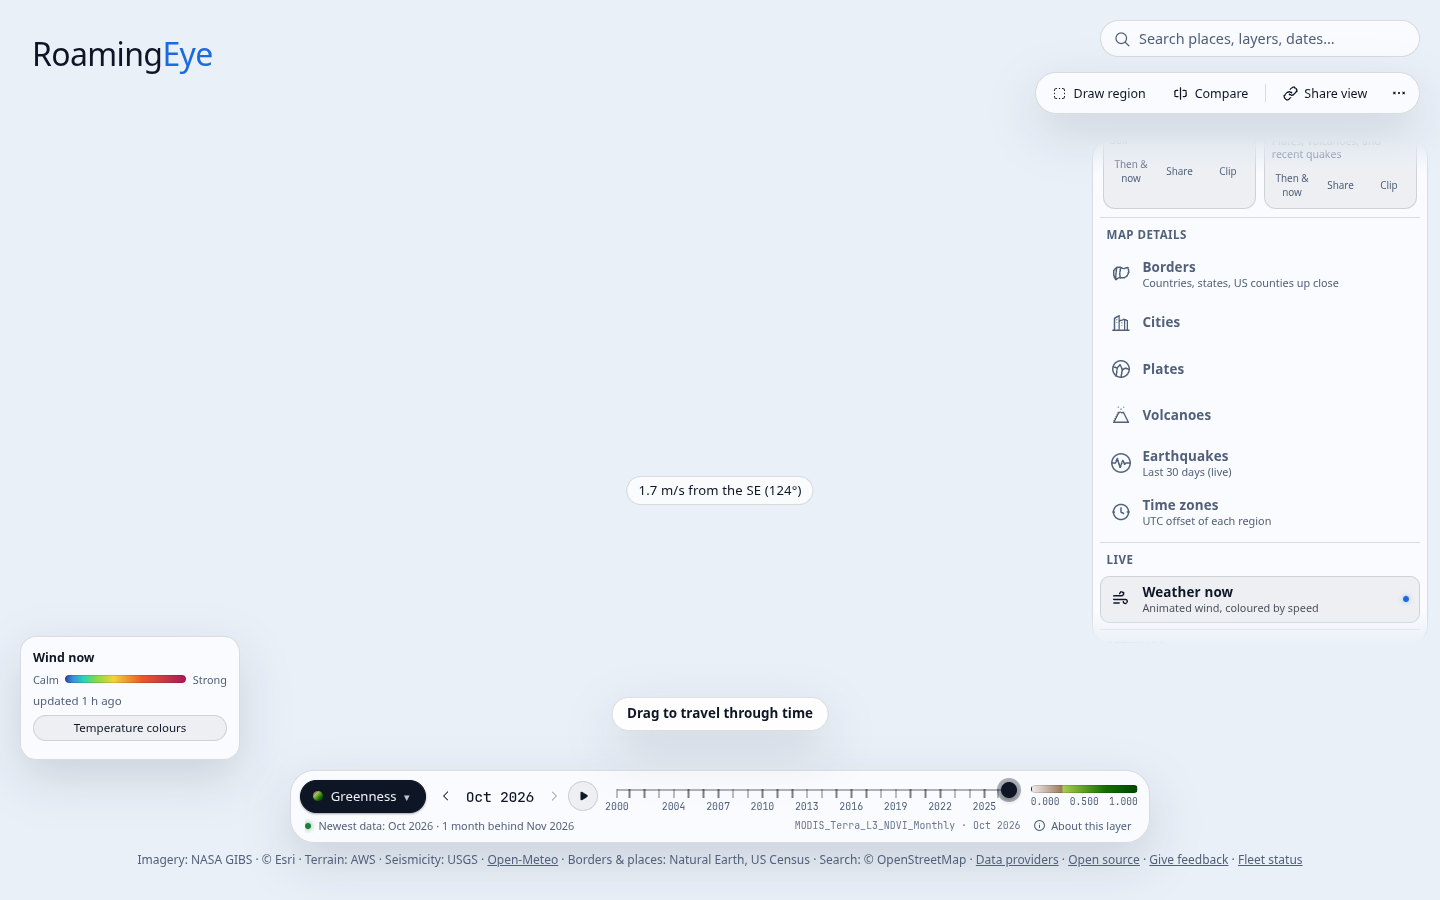 RoamingEye
Search places, layers, dates...
Draw region
Compare
Share view
Then & now
Share
Clip
recent quakes
Then & now
Share
Clip
MAP DETAILS
Borders
Countries, states, US counties up close
Cities
Plates
Volcanoes
Earthquakes
Last 30 days (live)
Time zones
UTC offset of each region
LIVE
Weather now
Animated wind, coloured by speed
1.7 m/s from the SE (124°)
Wind now
Calm
Strong
updated 1 h ago
Temperature colours
Drag to travel through time
Greenness
Oct 2026
2000 2004 2007 2010 2013 2016 2019 2022 2025
0.000 0.500 1.000
Newest data: Oct 2026 · 1 month behind Nov 2026
MODIS_Terra_L3_NDVI_Monthly · Oct 2026
About this layer
Imagery: NASA GIBS · © Esri · Terrain: AWS · Seismicity: USGS · Open-Meteo · Borders & places: Natural Earth, US Census · Search: © OpenStreetMap · Data providers · Open source · Give feedback · Fleet status